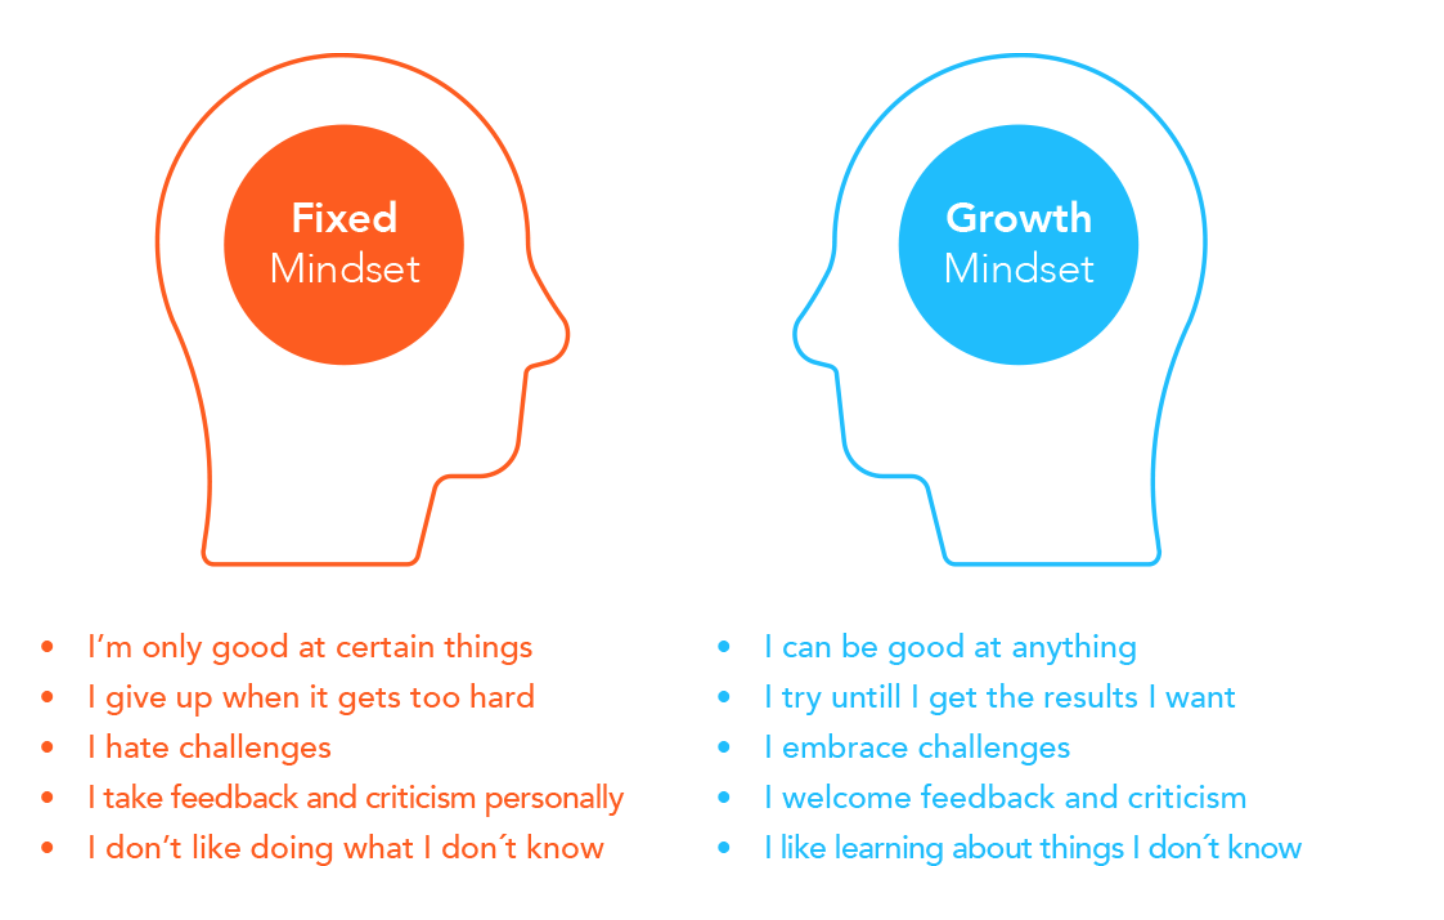 Fixed
Mindset
Growth
Mindset
• I’m only good at certain things
• I give up when it gets too hard
• I hate challenges
• I take feedback and criticism personally
• I don’t like doing what I don´t know
• I can be good at anything
• I try untill I get the results I want
• I embrace challenges
• I welcome feedback and criticism
• I like learning about things I don´t know